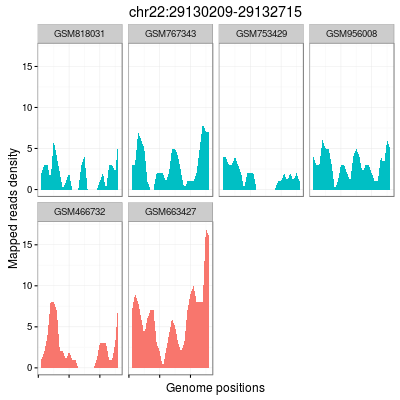 chr22:29130209-29132715
GSM818031 GSM767343 GSM753429 GSM956008
15
10
5
0
Mapped reads density
GSM466732 GSM663427
15
10
5
0
Genome positions